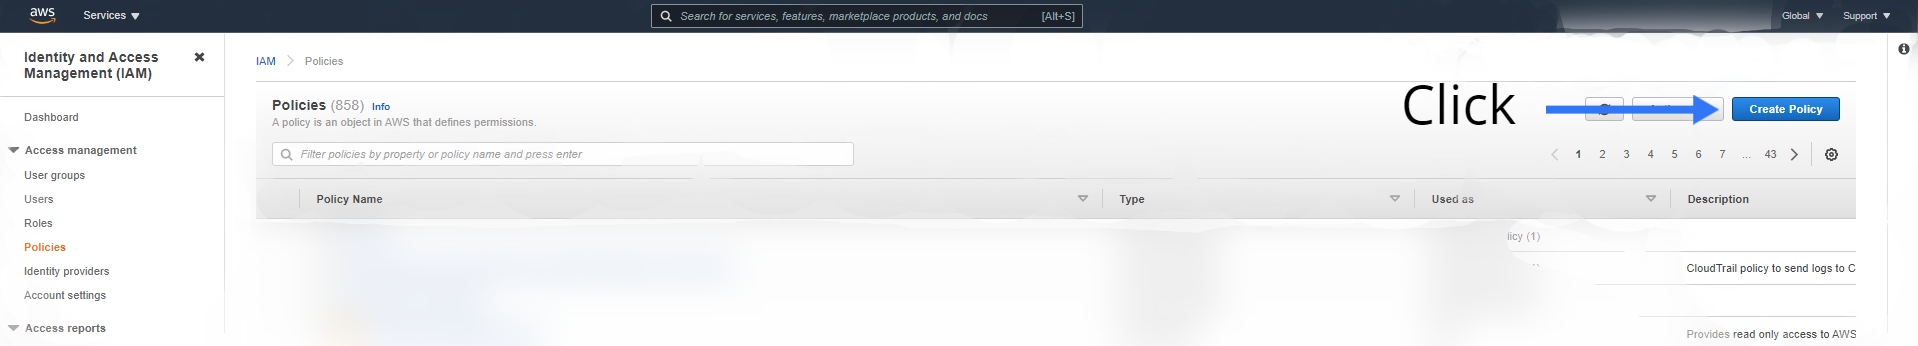 aws
Services
Search for services, features, marketplace products, and docs
[Alt+S]
Global
Support
Identity and Access
Management (IAM)
Dashboard
Access management
User groups
Users
Roles
Policies
Identity providers
Account settings
Access reports
IAM
Policies
Policies (858) Info
A policy is an object in AWS that defines permissions.
Click
Create Policy
Filter policies by property or policy name and press enter
1 2 3 4 5 6 7 ... 43
Policy Name
Type
Used as
Description
(1)
CloudTrail policy to send logs to C
Provides read only access to AWS